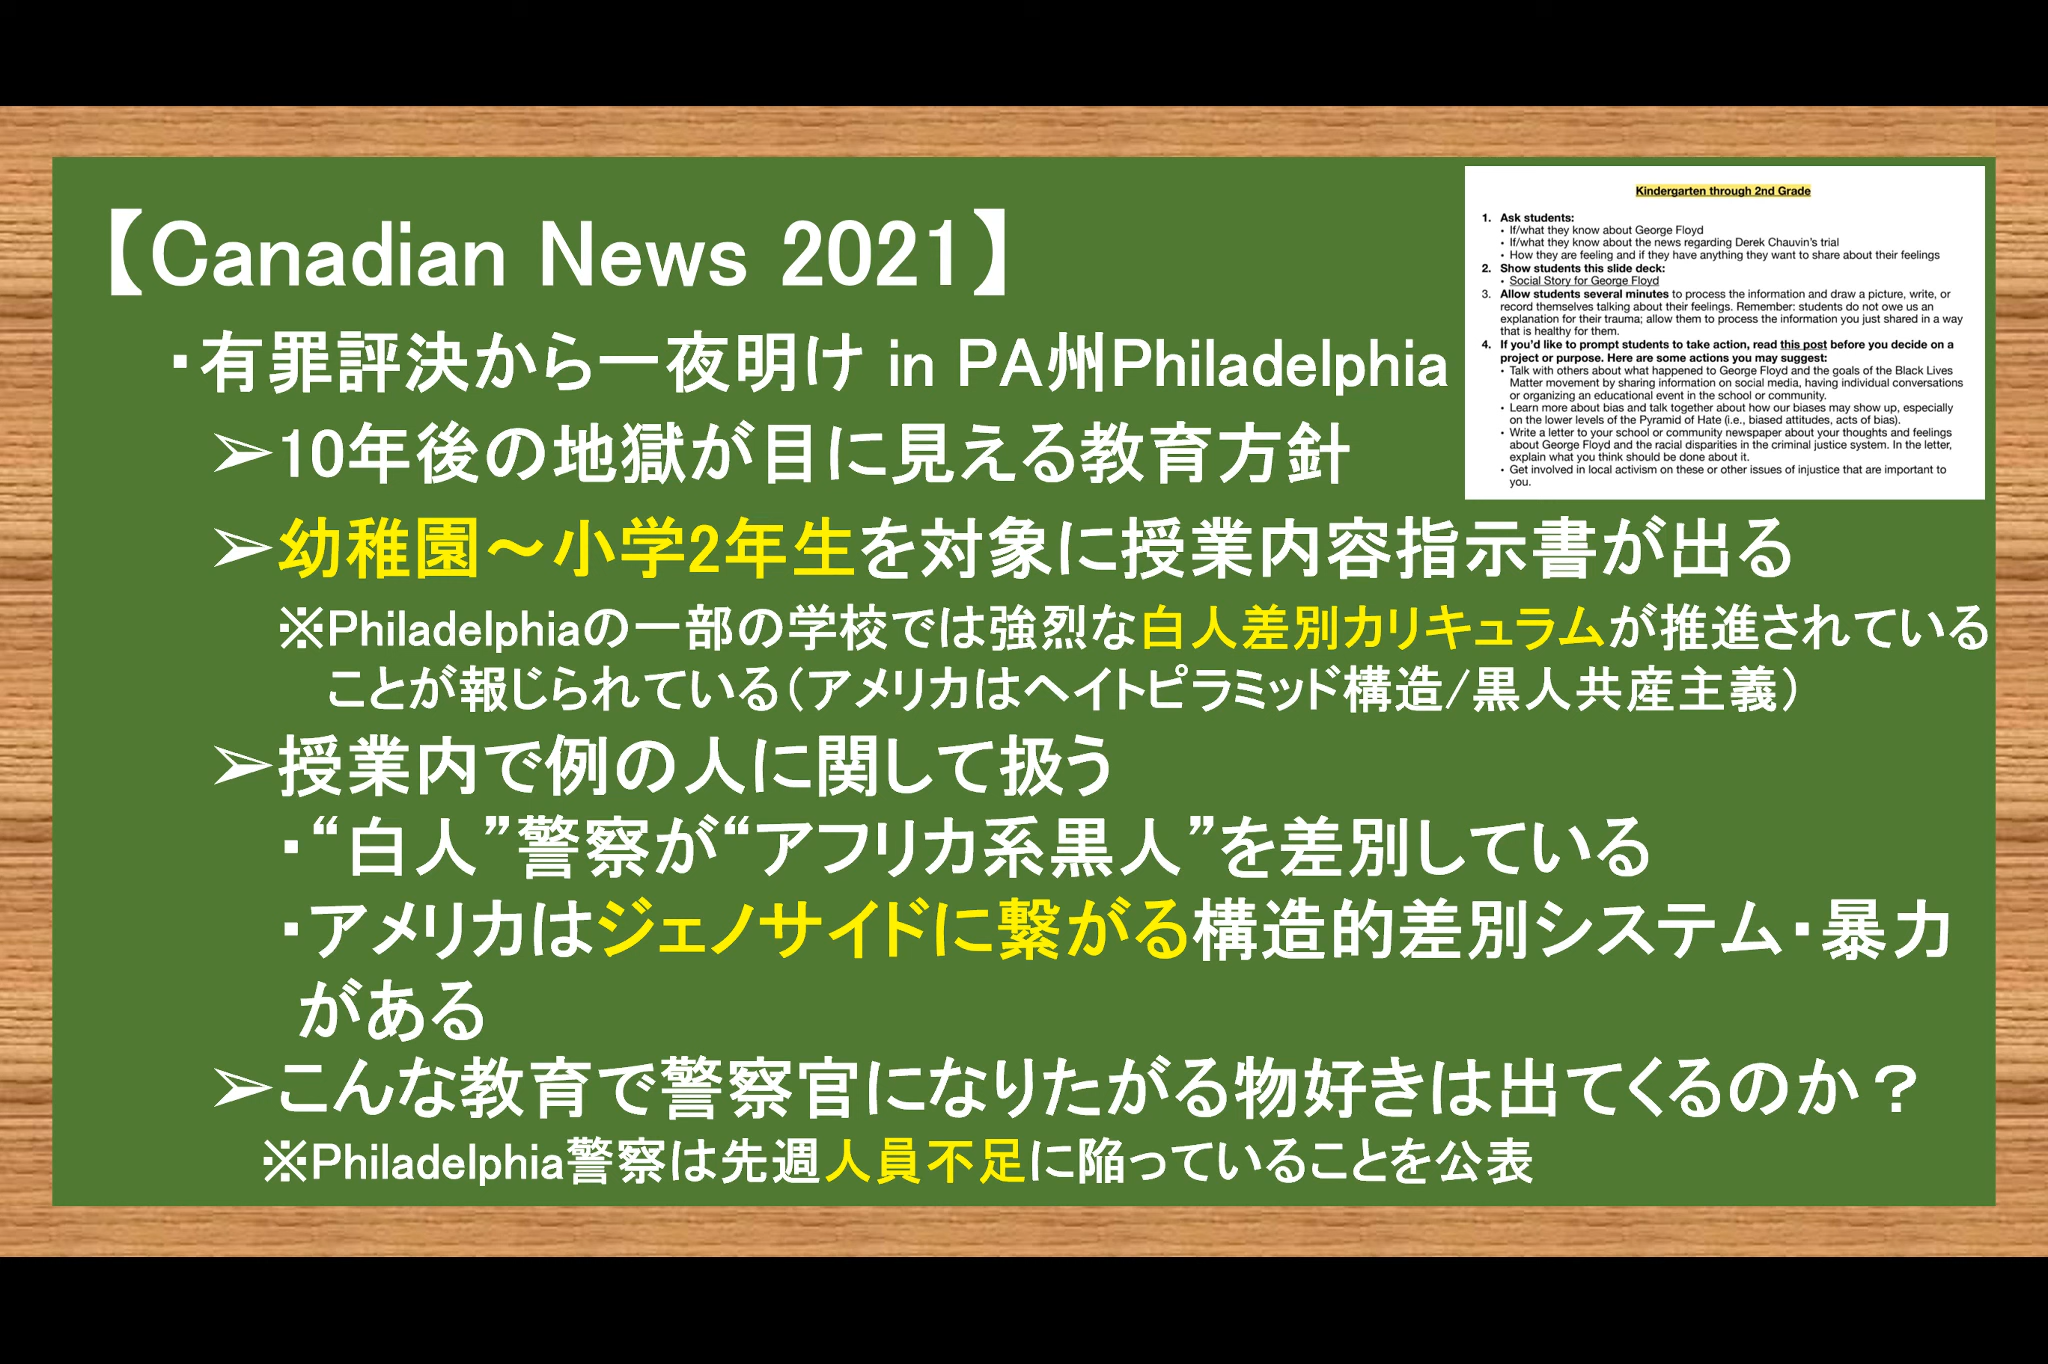 【Canadian News 2021】
・有罪評決から一夜明け in PA州Philadelphia
➢10年後の地獄が目に見える教育方針
➢幼稚園～小学2年生を対象に授業内容指示書が出る
※Philadelphiaの一部の学校では強烈な白人差別カリキュラムが推進されている
ことが報じられている（アメリカはヘイトピラミッド構造/黒人共産主義）
➢授業内で例の人に関して扱う
・“白人”警察が“アフリカ系黒人”を差別している
・アメリカはジェノサイドに繋がる構造的差別システム・暴力
がある
➢こんな教育で警察官になりたがる物好きは出てくるのか？
※Philadelphia警察は先週人員不足に陥っていることを公表
Kindergarten through 2nd Grade
1. Ask students:
• If/what they know about George Floyd
• If/what they know about the news regarding Derek Chauvin's trial
• How they are feeling and if they have anything they want to share about their feelings
2. Show students this slide deck:
• Social Story for George Floyd
3. Allow students several minutes to process the information and draw a picture, write, or
record themselves talking about their feelings. Remember: students do not owe us an
explanation for their trauma; allow them to process the information you just shared in a way
that is healthy for them.
4. If you'd like to prompt students to take action, read this post before you decide on a
project or purpose. Here are some actions you may suggest:
• Talk with others about what happened to George Floyd and the goals of the Black Lives
Matter movement by sharing information on social media, having individual conversations
or organizing an educational event in the school or community.
• Learn more about bias and talk together about how our biases may show up, especially
on the lower levels of the Pyramid of Hate (i.e., biased attitudes, acts of bias).
• Write a letter to your school or community newspaper about your thoughts and feelings
about George Floyd and the racial disparities in the criminal justice system. In the letter,
explain what you think should be done about it.
• Get involved in local activism on these or other issues of injustice that are important to
you.